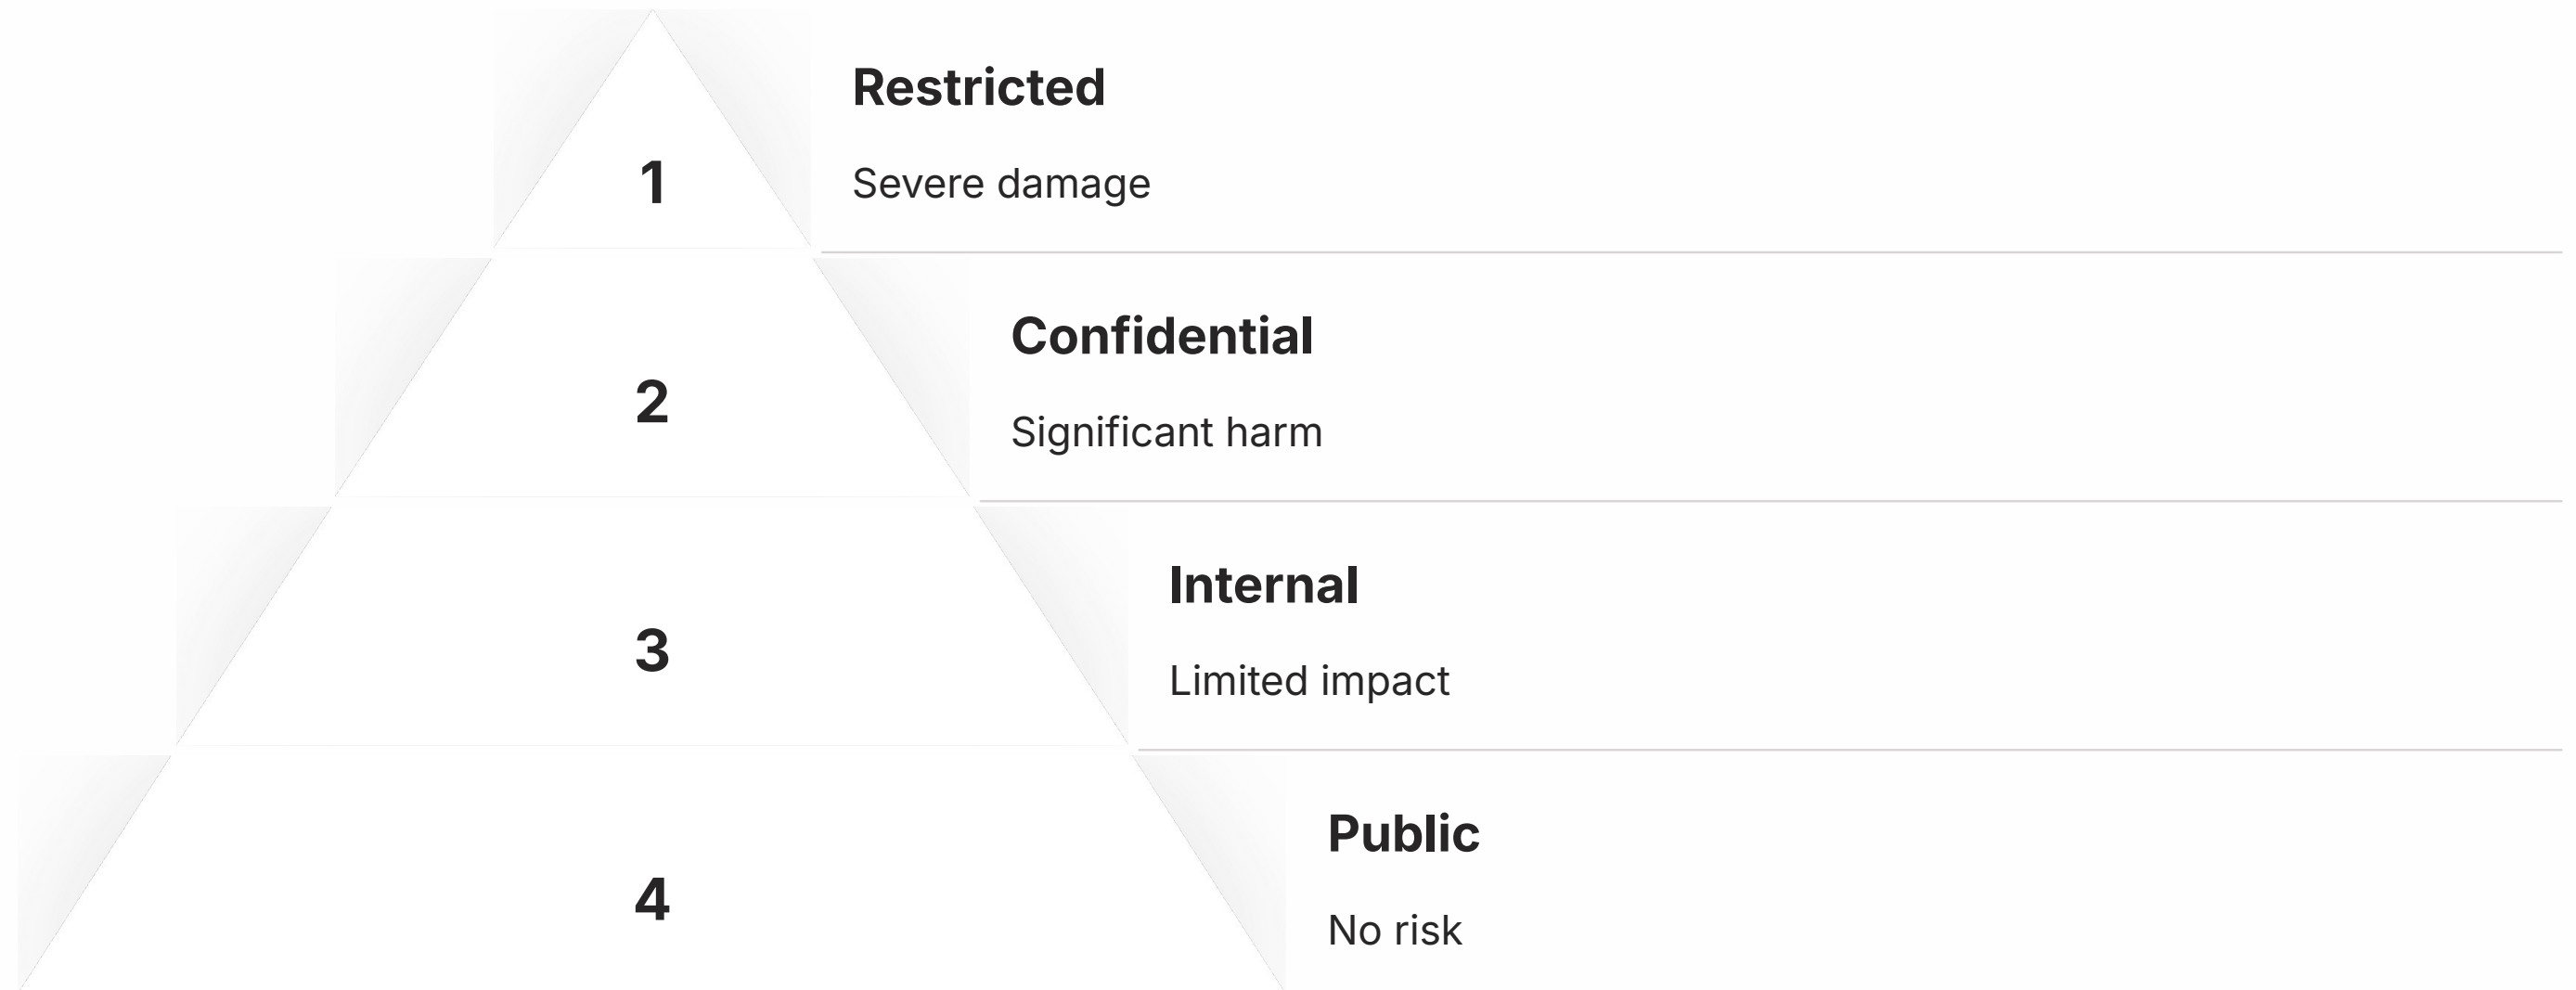 Restricted
1
Severe damage
Confidential
2
Significant harm
Internal
3
Limited impact
Public
4
No risk